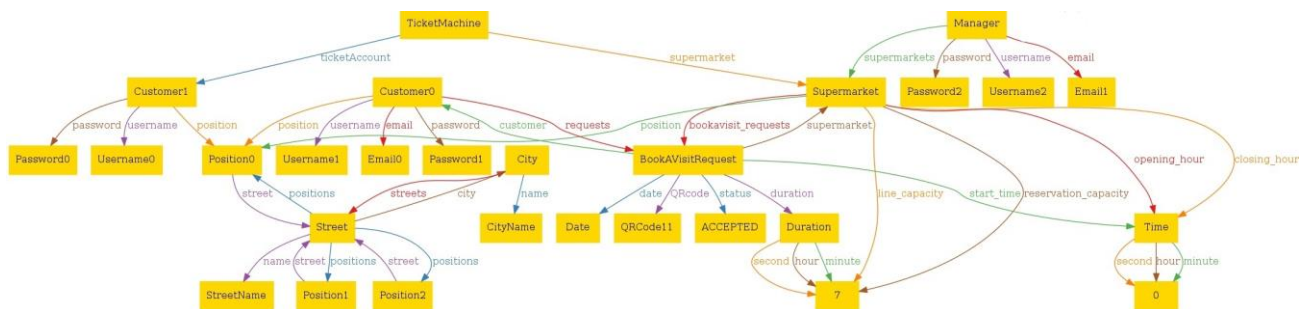 TicketMachine
Manager
ticketAccount
supermarket
supermarkets
password
username
email
Customer1
Customer0
Supermarket
Password2
Username2
Email1
password
username
position
position
username
email
password
requests
customer
position
bookavisit_requests
supermarket
opening_hour
closing_hour
Password0
Username0
Position0
Username1
Email0
Password1
City
BookAVisitRequest
street
positions
streets
city
name
date
QRcode
status
duration
line_capacity
reservation_capacity
start_time
Street
CityName
Date
QRCode11
ACCEPTED
Duration
Time
name
street
positions
street
positions
second
hour
minute
second
hour
minute
StreetName
Position1
Position2
7
0